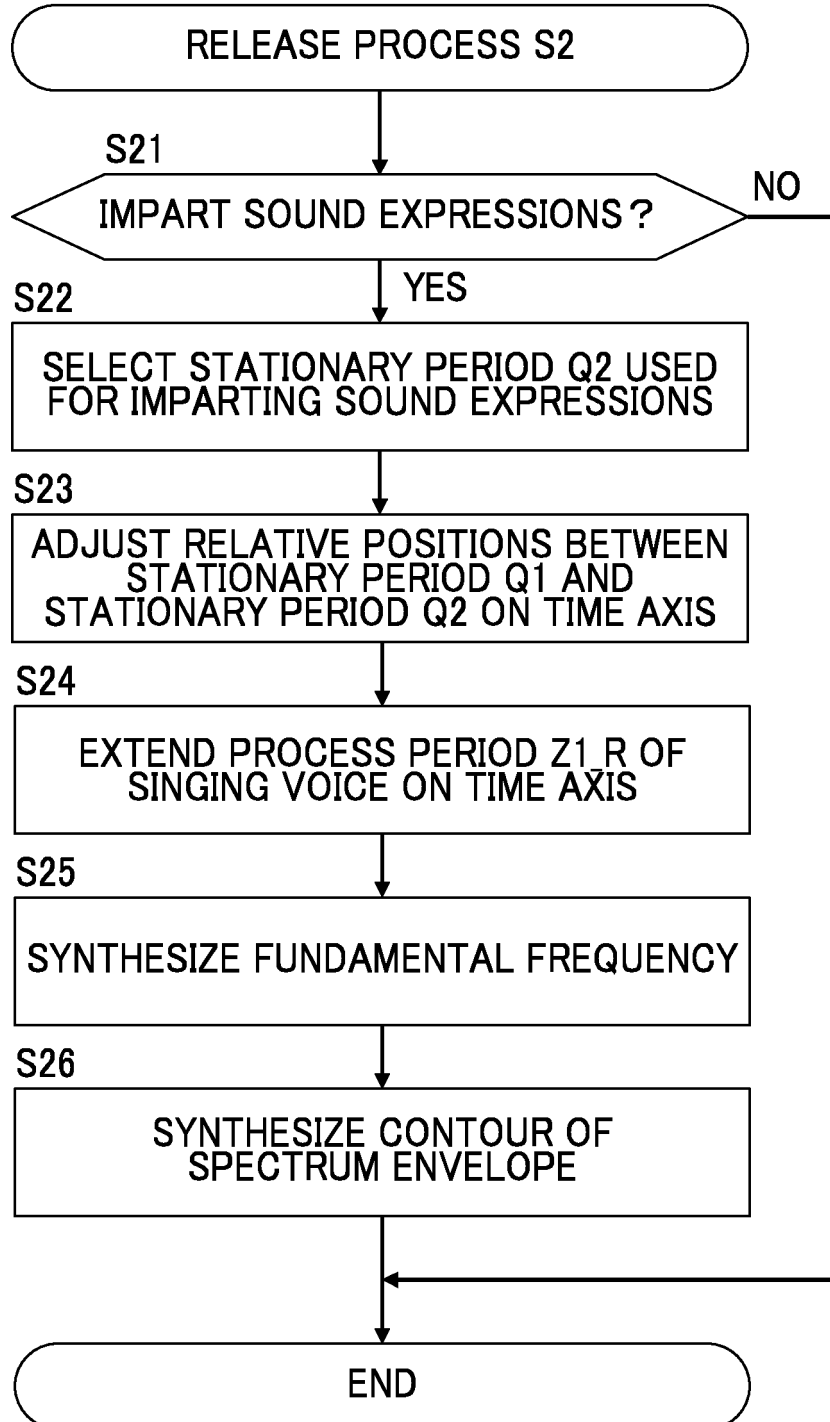 RELEASE PROCESS S2
S21
IMPART SOUND EXPRESSIONS?
NO
YES
S22
SELECT STATIONARY PERIOD Q2 USED
FOR IMPARTING SOUND EXPRESSIONS
S23
ADJUST RELATIVE POSITIONS BETWEEN
STATIONARY PERIOD Q1 AND
STATIONARY PERIOD Q2 ON TIME AXIS
S24
EXTEND PROCESS PERIOD Z1_R OF
SINGING VOICE ON TIME AXIS
S25
SYNTHESIZE FUNDAMENTAL FREQUENCY
S26
SYNTHESIZE CONTOUR OF
SPECTRUM ENVELOPE
END